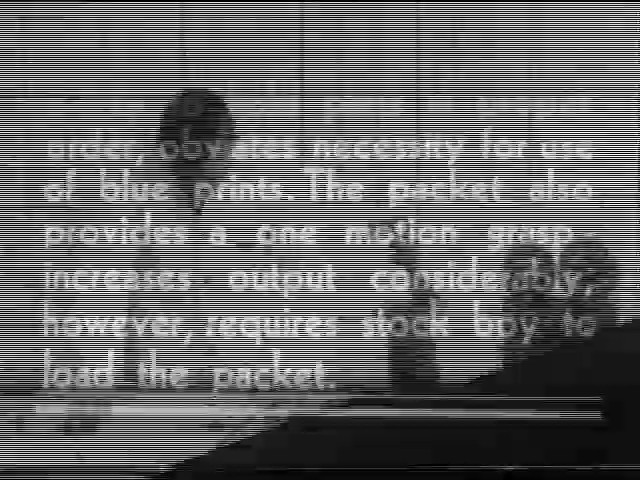 order, obviates necessity for use
of blue prints. The packet also
provides a one motion grasp -
increases output considerably,
however, requires stock boy to
load the packet.